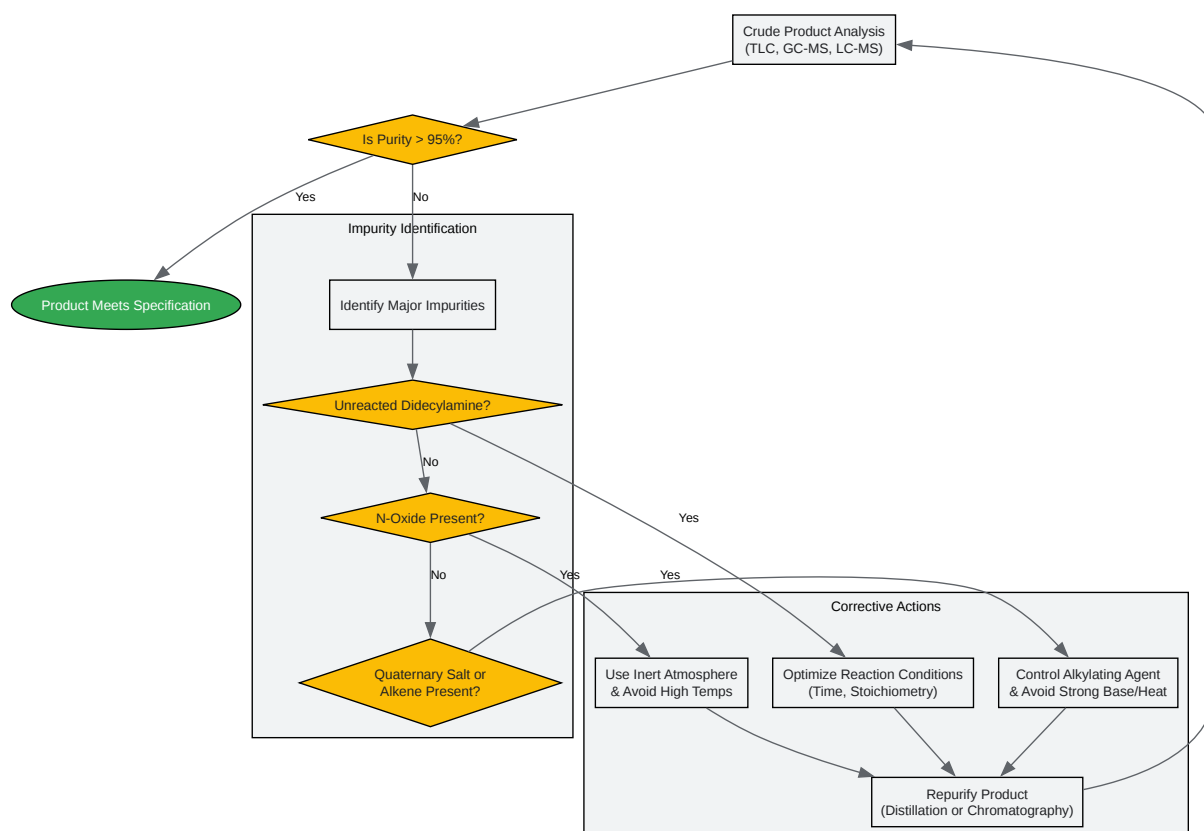 Crude Product Analysis
(TLC, GC-MS, LC-MS)
Is Purity > 95%?
Yes
No
Impurity Identification
Product Meets Specification
Identify Major Impurities
Unreacted Didecylamine?
No
Yes
N-Oxide Present?
No
Yes
Yes
Corrective Actions
Quaternary Salt or
Alkene Present?
Use Inert Atmosphere
& Avoid High Temps
Optimize Reaction Conditions
(Time, Stoichiometry)
Control Alkylating Agent
& Avoid Strong Base/Heat
Repurify Product
(Distillation or Chromatography)